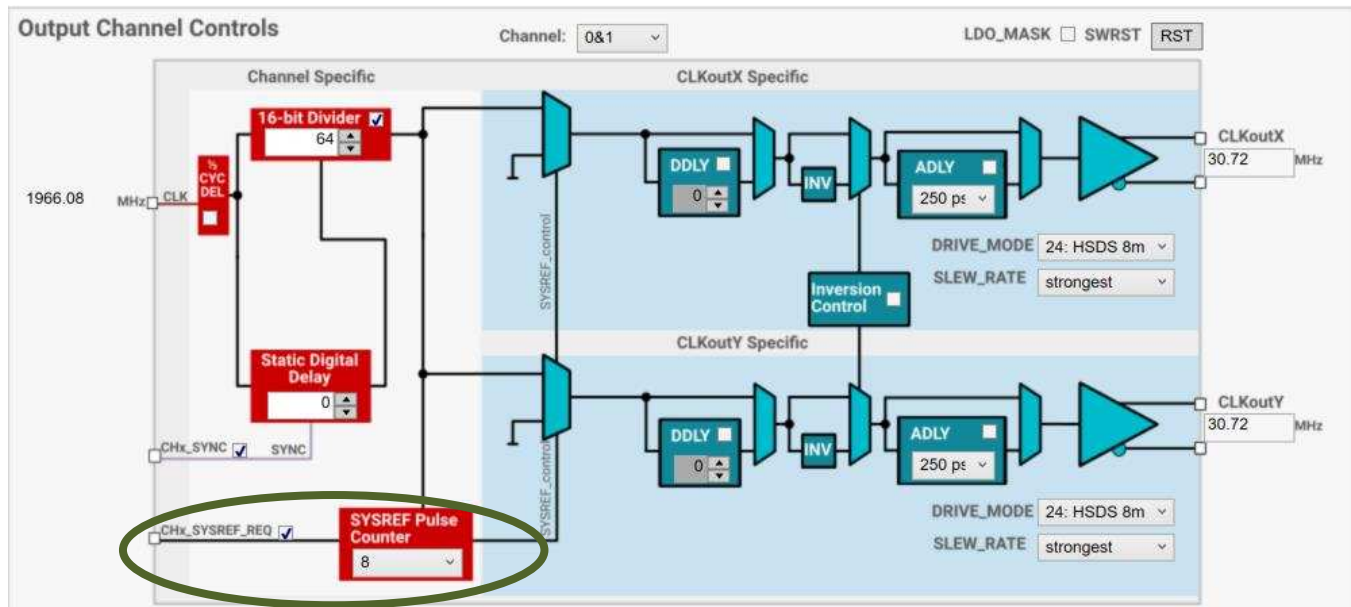 Output Channel Controls
Channel: 0&1
LDO_MASK SWRST RST
Channel Specific
CLKoutX Specific
16-bit Divider
64
½
CYC
DEL
1966.08 MHz CLK
DDLY
0
INV
ADLY
250 ps
CLKoutX
30.72 MHz
SYSREF_control
DRIVE_MODE 24: HSDS 8m
SLEW_RATE strongest
Inversion
Control
CLKoutY Specific
Static Digital
Delay
0
CHx_SYNC SYNC
DDLY
0
INV
ADLY
250 ps
CLKoutY
30.72 MHz
SYSREF_control
CHx_SYSREF_REQ
SYSREF Pulse
Counter
8
DRIVE_MODE 24: HSDS 8m
SLEW_RATE strongest